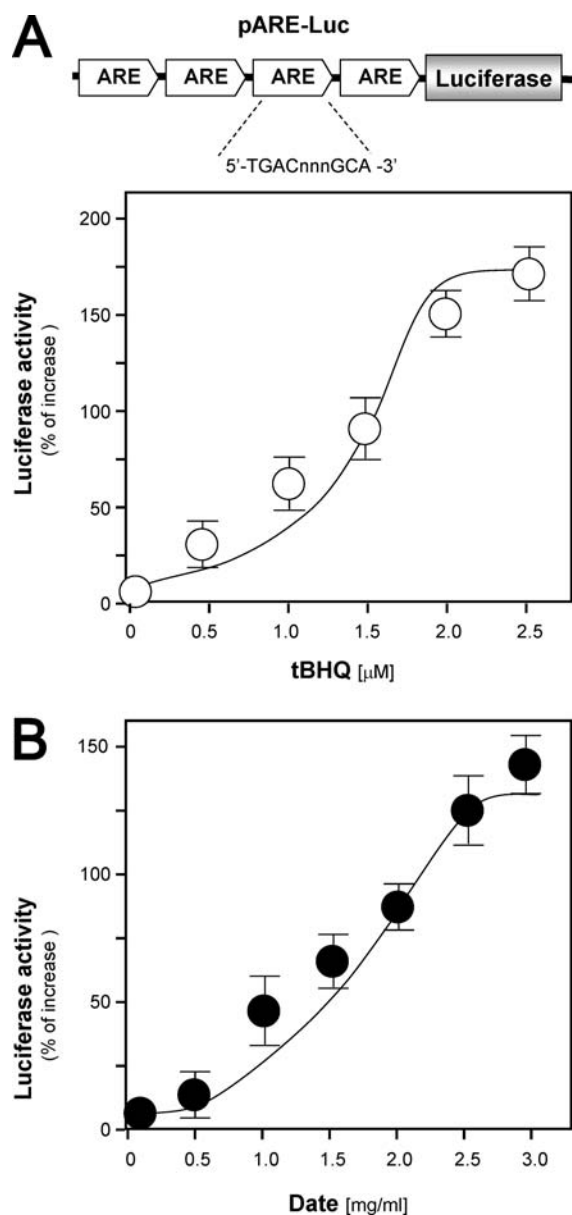 A
pARE-Luc
ARE ARE ARE ARE Luciferase
5'-TGACnnnGCA -3'
200
150
100
50
0
Luciferase activity
(% of increase )
0 0.5 1.0 1.5 2.0 2.5
tBHQ [µM]
B
150
100
50
0
Luciferase activity
(% of increase )
0 0.5 1.0 1.5 2.0 2.5 3.0
Date [mg/ml]